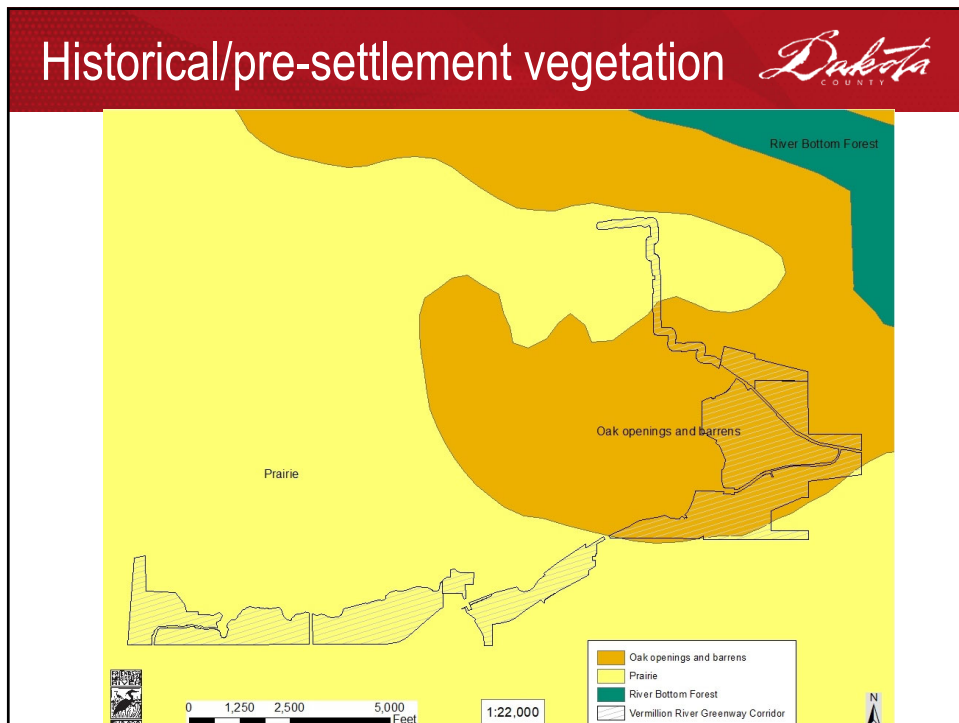 Historical/pre-settlement vegetation
Dakota
COUNTY
River Bottom Forest
Oak openings and barrens
Prairie
Oak openings and barrens
Prairie
River Bottom Forest
Vermillion River Greenway Corridor
RIVER
0 1,250 2,500 5,000
Feet
1:22,000
N